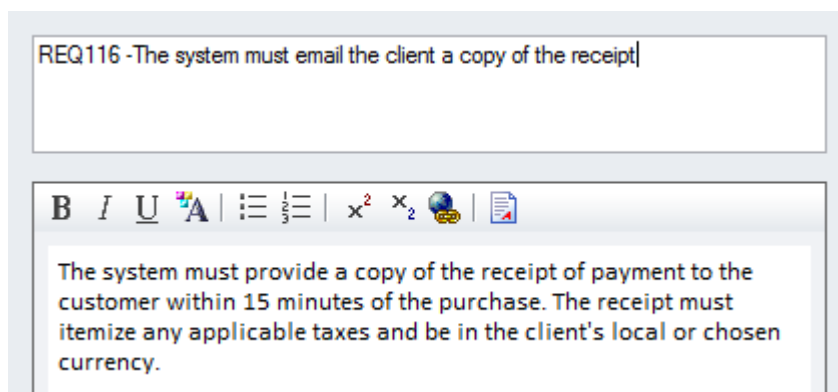 REQ116 -The system must email the client a copy of the receipt
B I U A x² x₂
The system must provide a copy of the receipt of payment to the
customer within 15 minutes of the purchase. The receipt must
itemize any applicable taxes and be in the client's local or chosen
currency.